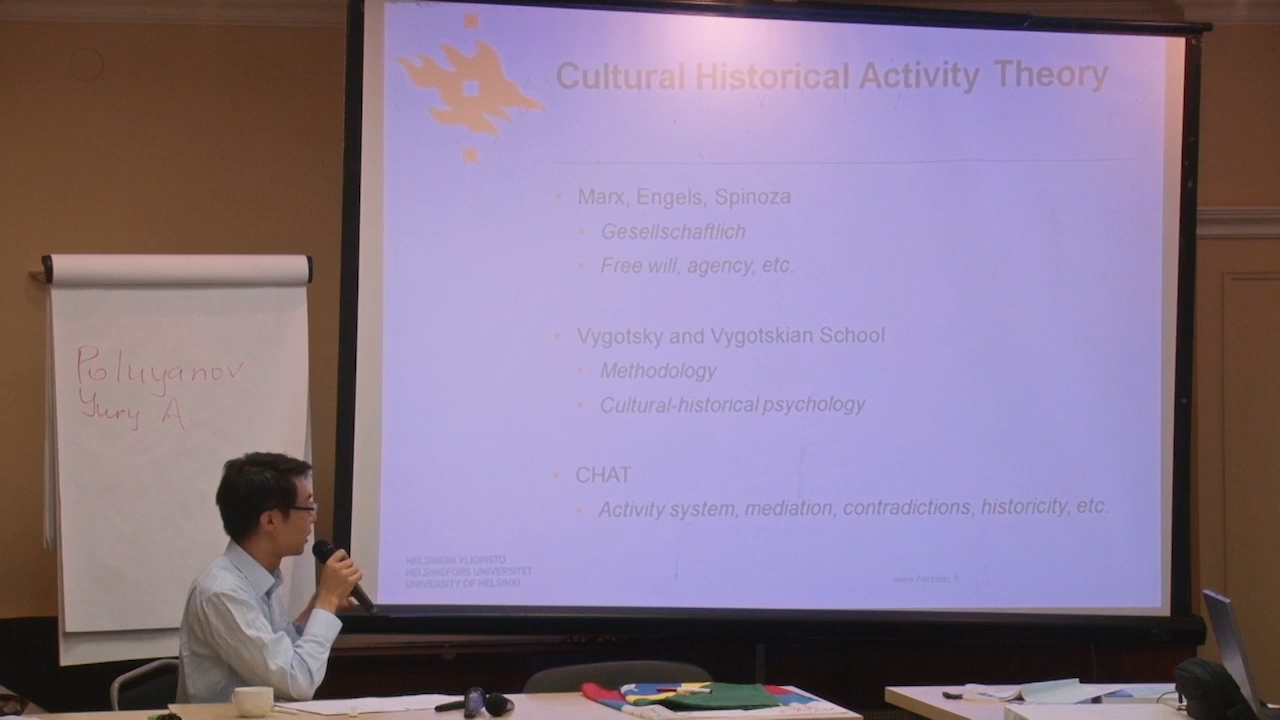 Cultural Historical Activity Theory
Marx, Engels, Spinoza
Gesellschaftlich
Free will, agency, etc.
Vygotsky and Vygotskian School
Methodology
Cultural-historical psychology
CHAT
Activity system, mediation, contradictions, historicity, etc.
HELSINGIN YLIOPISTO
HELSINGFORS UNIVERSITET
UNIVERSITY OF HELSINKI
www.helsinki.fi
Poluyanov
Yury A